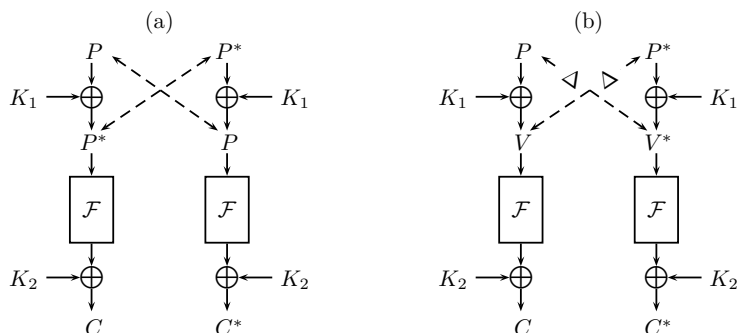 (a) (b)
P P* P P*
K₁ K₁ K₁ K₁
P* P V V*
ℱ ℱ ℱ ℱ
K₂ K₂ K₂ K₂
C C* C C*